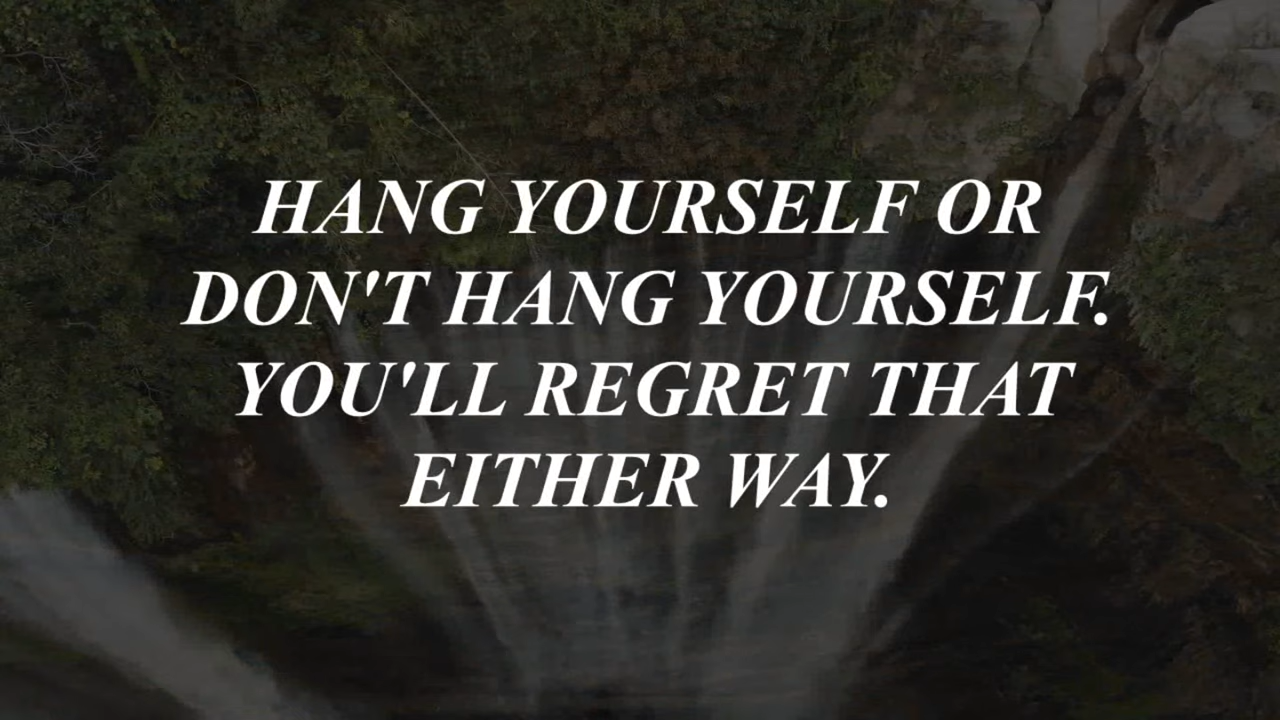 HANG YOURSELF OR
DON'T HANG YOURSELF.
YOU'LL REGRET THAT
EITHER WAY.